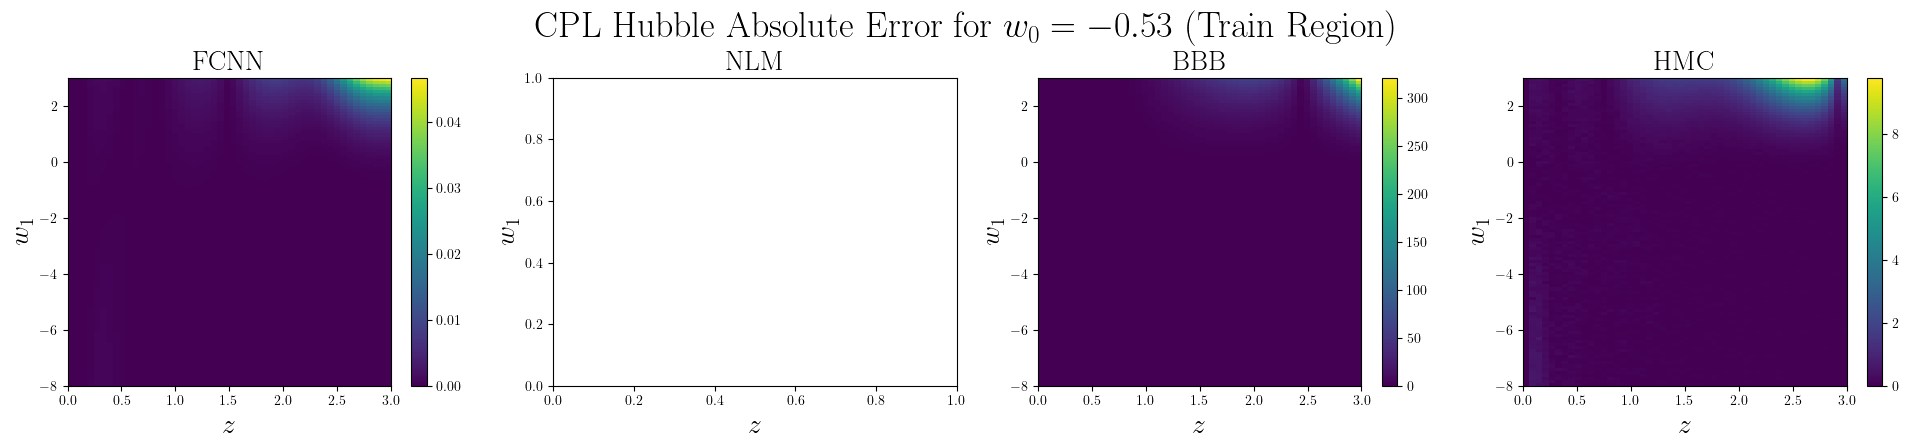 CPL Hubble Absolute Error for w₀ = −0.53 (Train Region)
FCNN
2
0
−2
−4
−6
−8
w₁
0.0 0.5 1.0 1.5 2.0 2.5 3.0
z
0.04
0.03
0.02
0.01
0.00
NLM
1.0
0.8
0.6
0.4
0.2
0.0
w₁
0.0 0.2 0.4 0.6 0.8 1.0
z
BBB
2
0
−2
−4
−6
−8
w₁
0.0 0.5 1.0 1.5 2.0 2.5 3.0
z
300
250
200
150
100
50
0
HMC
2
0
−2
−4
−6
−8
w₁
0.0 0.5 1.0 1.5 2.0 2.5 3.0
z
8
6
4
2
0